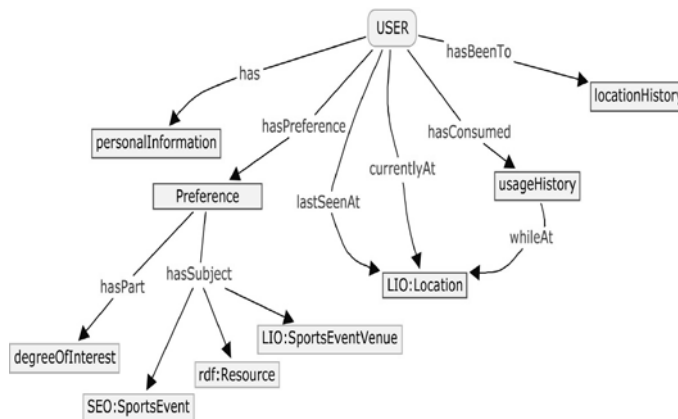 USER
hasBeenTo
has
locationHistory
hasPreference
hasConsumed
personalInformation
currentlyAt
usageHistory
Preference
lastSeenAt
whileAt
hasSubject
LIO:Location
hasPart
LIO:SportsEventVenue
degreeOfInterest
rdf:Resource
SEO:SportsEvent